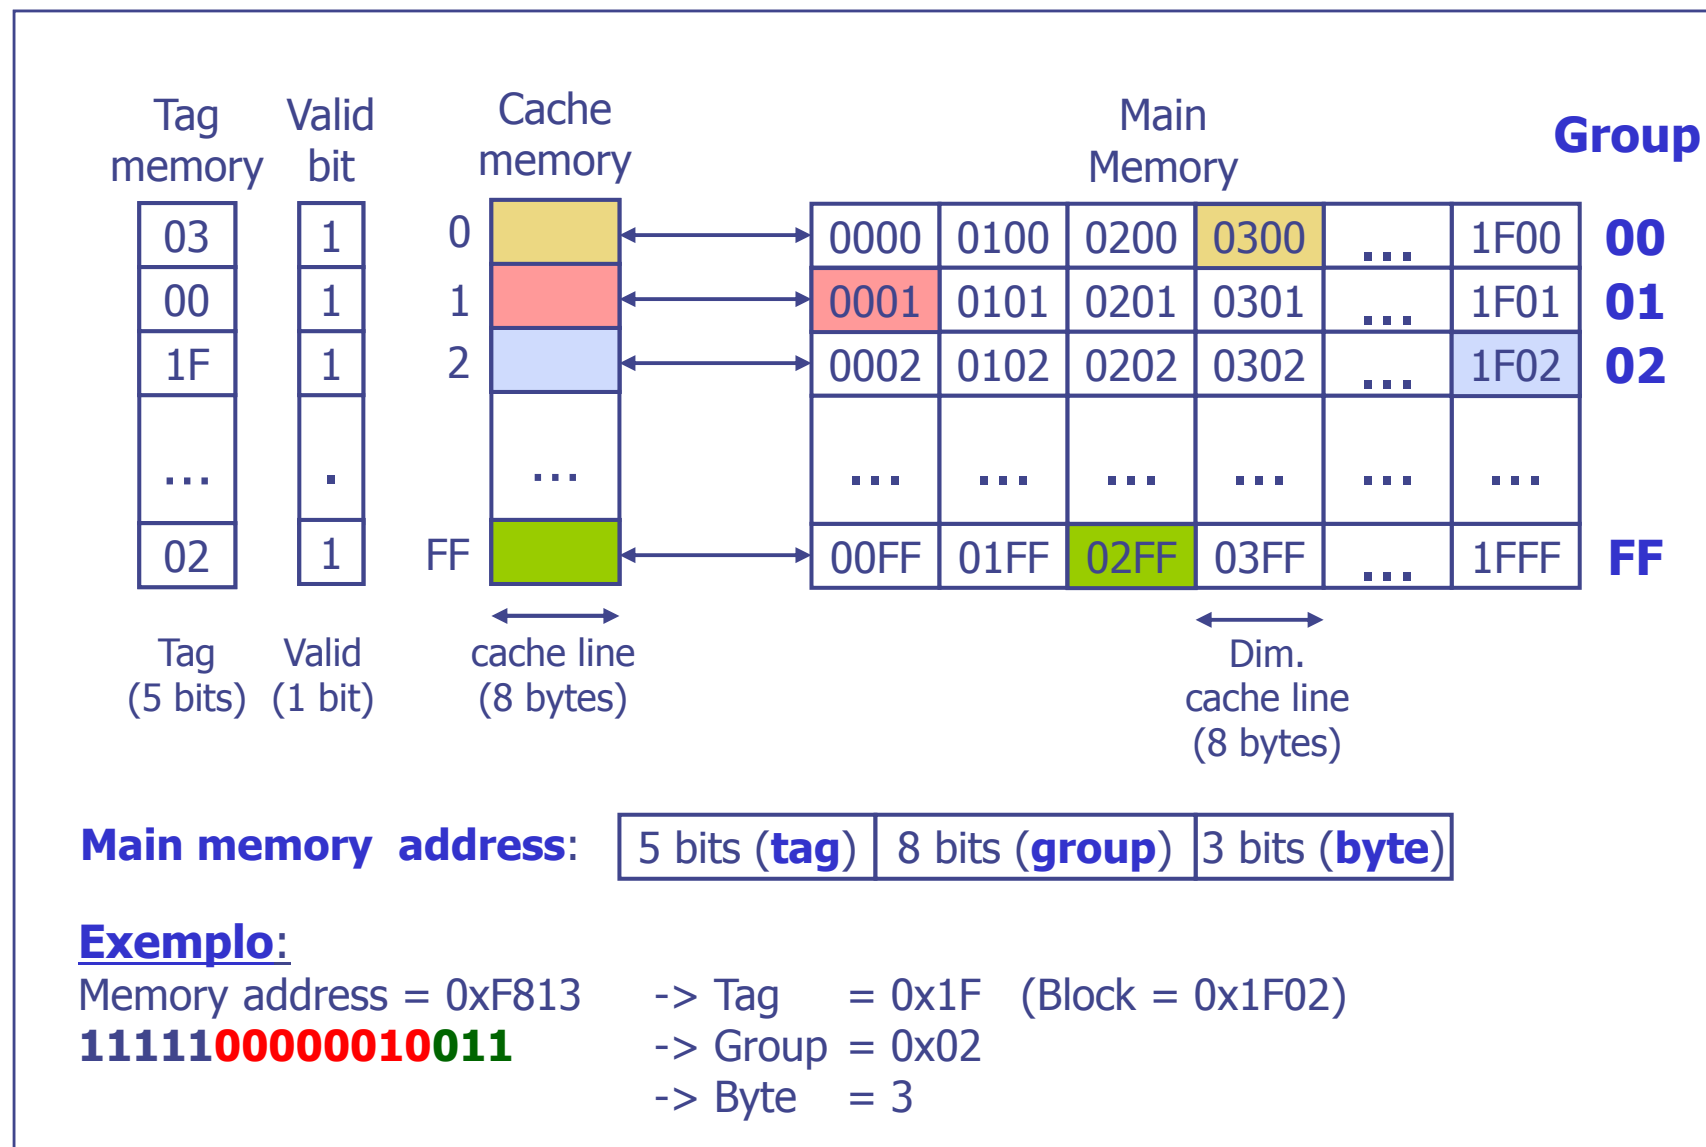 Tag Valid Cache Main Group
memory bit memory Memory
03 1 0 0000 0100 0200 0300 ... 1F00 00
00 1 1 0001 0101 0201 0301 ... 1F01 01
1F 1 2 0002 0102 0202 0302 ... 1F02 02
... . ... ... ... ... ... ... ...
02 1 FF 00FF 01FF 02FF 03FF ... 1FFF FF
Tag Valid cache line Dim.
(5 bits) (1 bit) (8 bytes) cache line
(8 bytes)
Main memory address: 5 bits (tag) 8 bits (group) 3 bits (byte)
Exemplo:
Memory address = 0xF813 -> Tag = 0x1F (Block = 0x1F02)
1111100000010011 -> Group = 0x02
-> Byte = 3